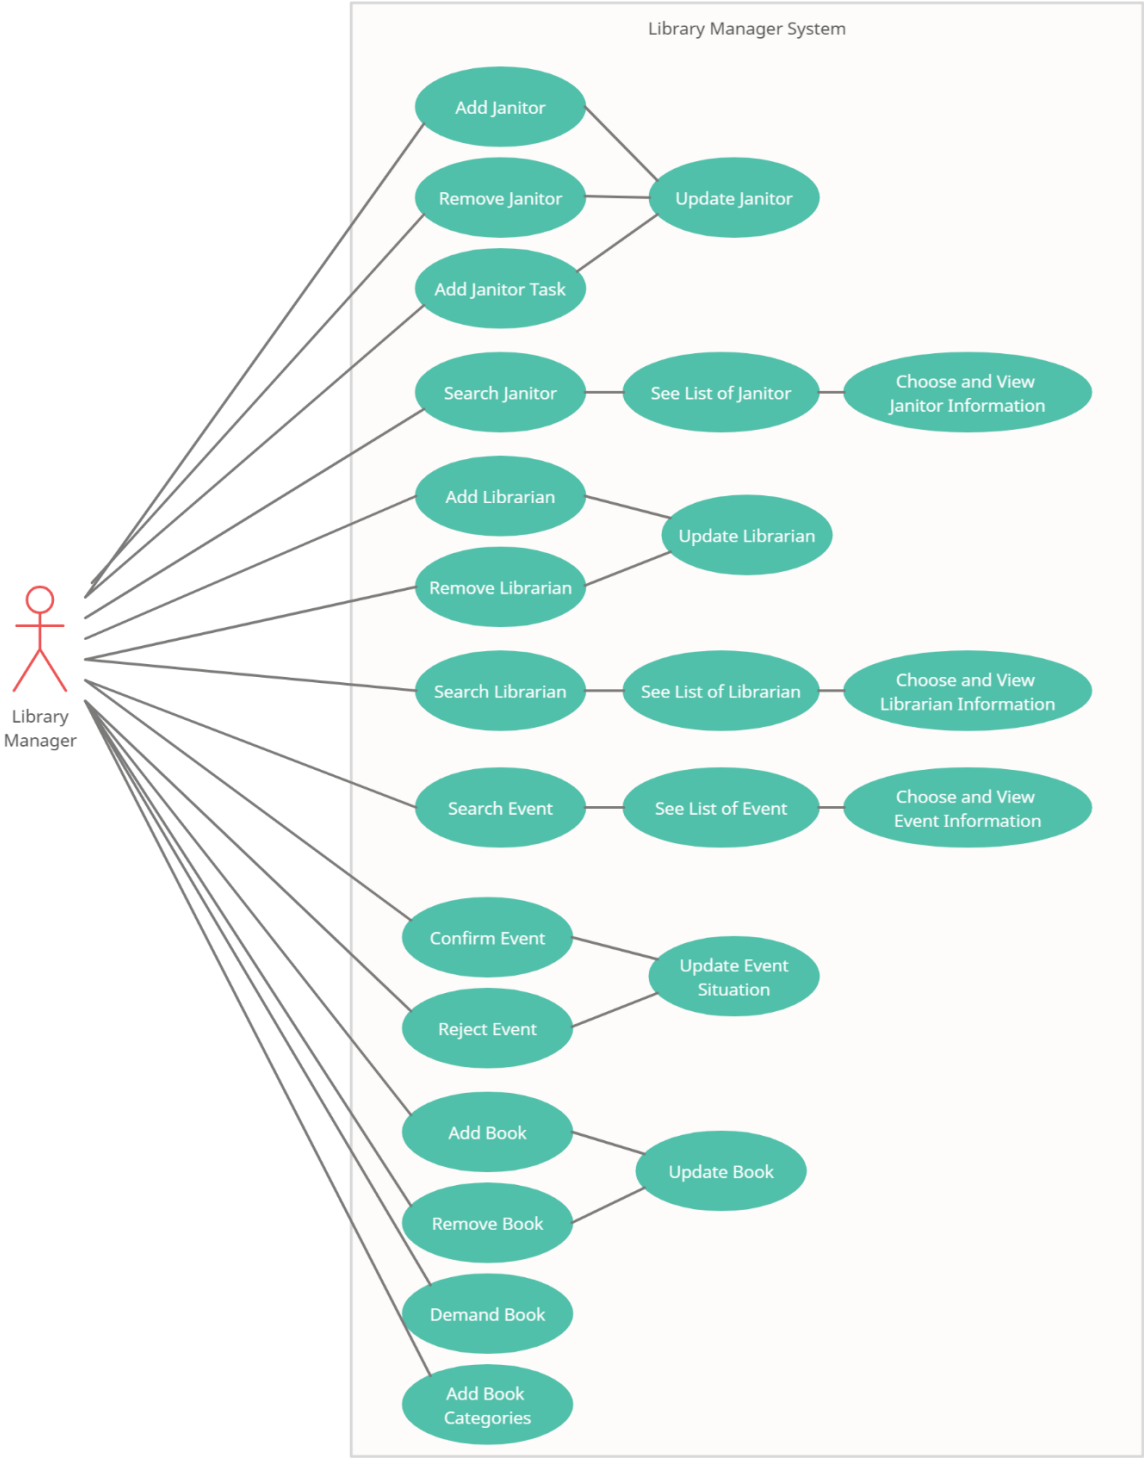 Library Manager System
Add Janitor
Remove Janitor
Update Janitor
Add Janitor Task
Search Janitor
See List of Janitor
Choose and View
Janitor Information
Add Librarian
Update Librarian
Remove Librarian
Search Librarian
See List of Librarian
Choose and View
Librarian Information
Library
Manager
Search Event
See List of Event
Choose and View
Event Information
Confirm Event
Update Event
Situation
Reject Event
Add Book
Update Book
Remove Book
Demand Book
Add Book
Categories